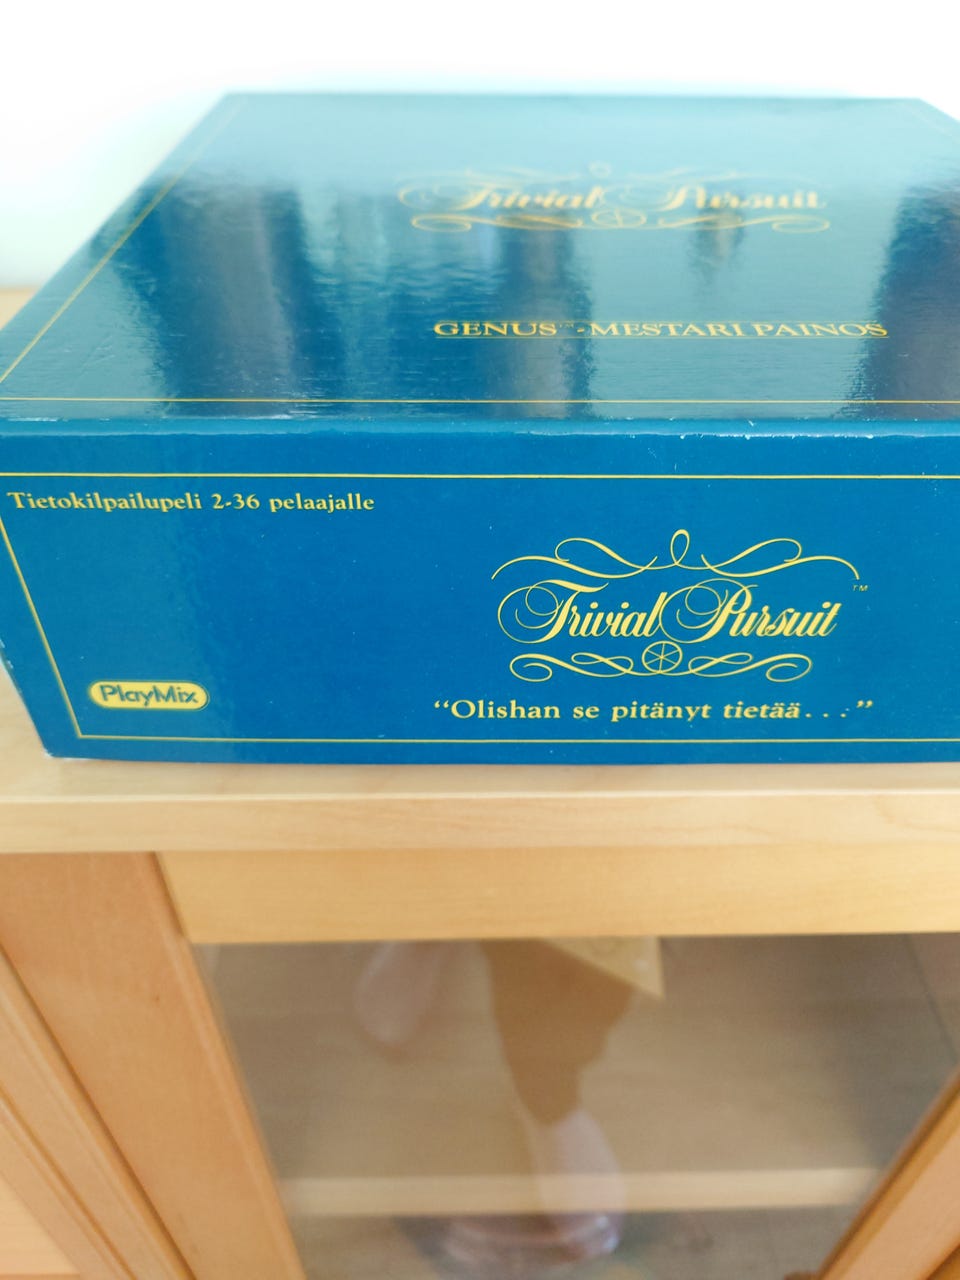 Trivial Pursuit
GENUS™-MESTARI PAINOS
Tietokilpailupeli 2-36 pelaajalle
Trivial Pursuit™
PlayMix
“Olishan se pitänyt tietää...”